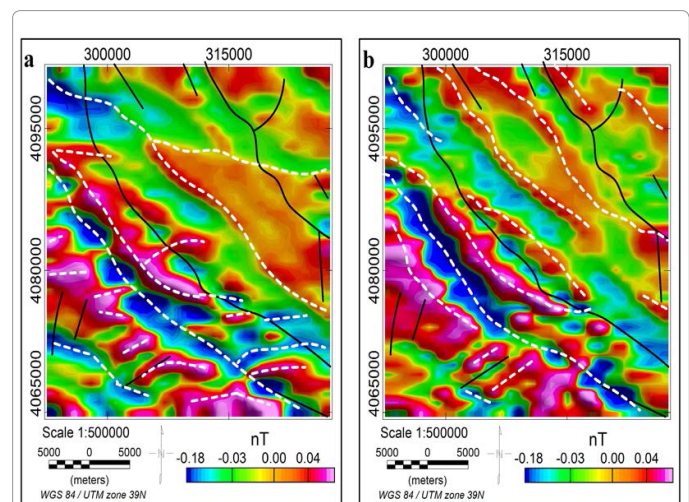 a
300000 315000
4095000
4080000
4065000
Scale 1:500000
5000 0 5000
(meters)
WGS 84 / UTM zone 39N
N
nT
-0.18 -0.03 0.00 0.04
b
300000 315000
4095000
4080000
4065000
Scale 1:500000
5000 0 5000
(meters)
WGS 84 / UTM zone 39N
N
nT
-0.18 -0.03 0.00 0.04